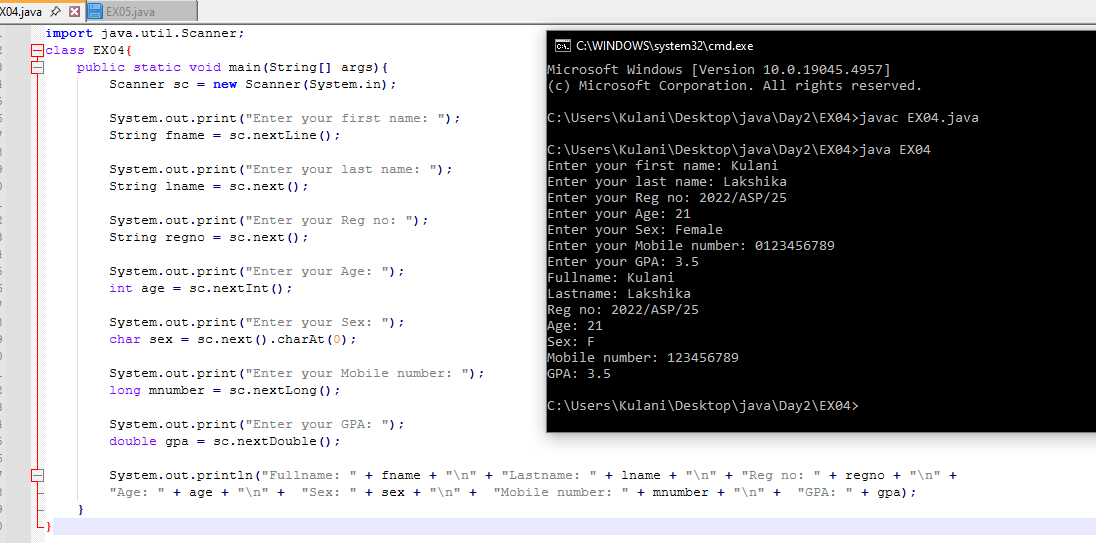 X04.java EX05.java
import java.util.Scanner;
class EX04{
public static void main(String[] args){
Scanner sc = new Scanner(System.in);
System.out.print("Enter your first name: ");
String fname = sc.nextLine();
System.out.print("Enter your last name: ");
String lname = sc.next();
System.out.print("Enter your Reg no: ");
String regno = sc.next();
System.out.print("Enter your Age: ");
int age = sc.nextInt();
System.out.print("Enter your Sex: ");
char sex = sc.next().charAt(0);
System.out.print("Enter your Mobile number: ");
long mnumber = sc.nextLong();
System.out.print("Enter your GPA: ");
double gpa = sc.nextDouble();
System.out.println("Fullname: " + fname + "\n" + "Lastname: " + lname + "\n" + "Reg no: " + regno + "\n" +
"Age: " + age + "\n" + "Sex: " + sex + "\n" + "Mobile number: " + mnumber + "\n" + "GPA: " + gpa);
}
}
C:\WINDOWS\system32\cmd.exe
Microsoft Windows [Version 10.0.19045.4957]
(c) Microsoft Corporation. All rights reserved.
C:\Users\Kulani\Desktop\java\Day2\EX04>javac EX04.java
C:\Users\Kulani\Desktop\java\Day2\EX04>java EX04
Enter your first name: Kulani
Enter your last name: Lakshika
Enter your Reg no: 2022/ASP/25
Enter your Age: 21
Enter your Sex: Female
Enter your Mobile number: 0123456789
Enter your GPA: 3.5
Fullname: Kulani
Lastname: Lakshika
Reg no: 2022/ASP/25
Age: 21
Sex: F
Mobile number: 123456789
GPA: 3.5
C:\Users\Kulani\Desktop\java\Day2\EX04>